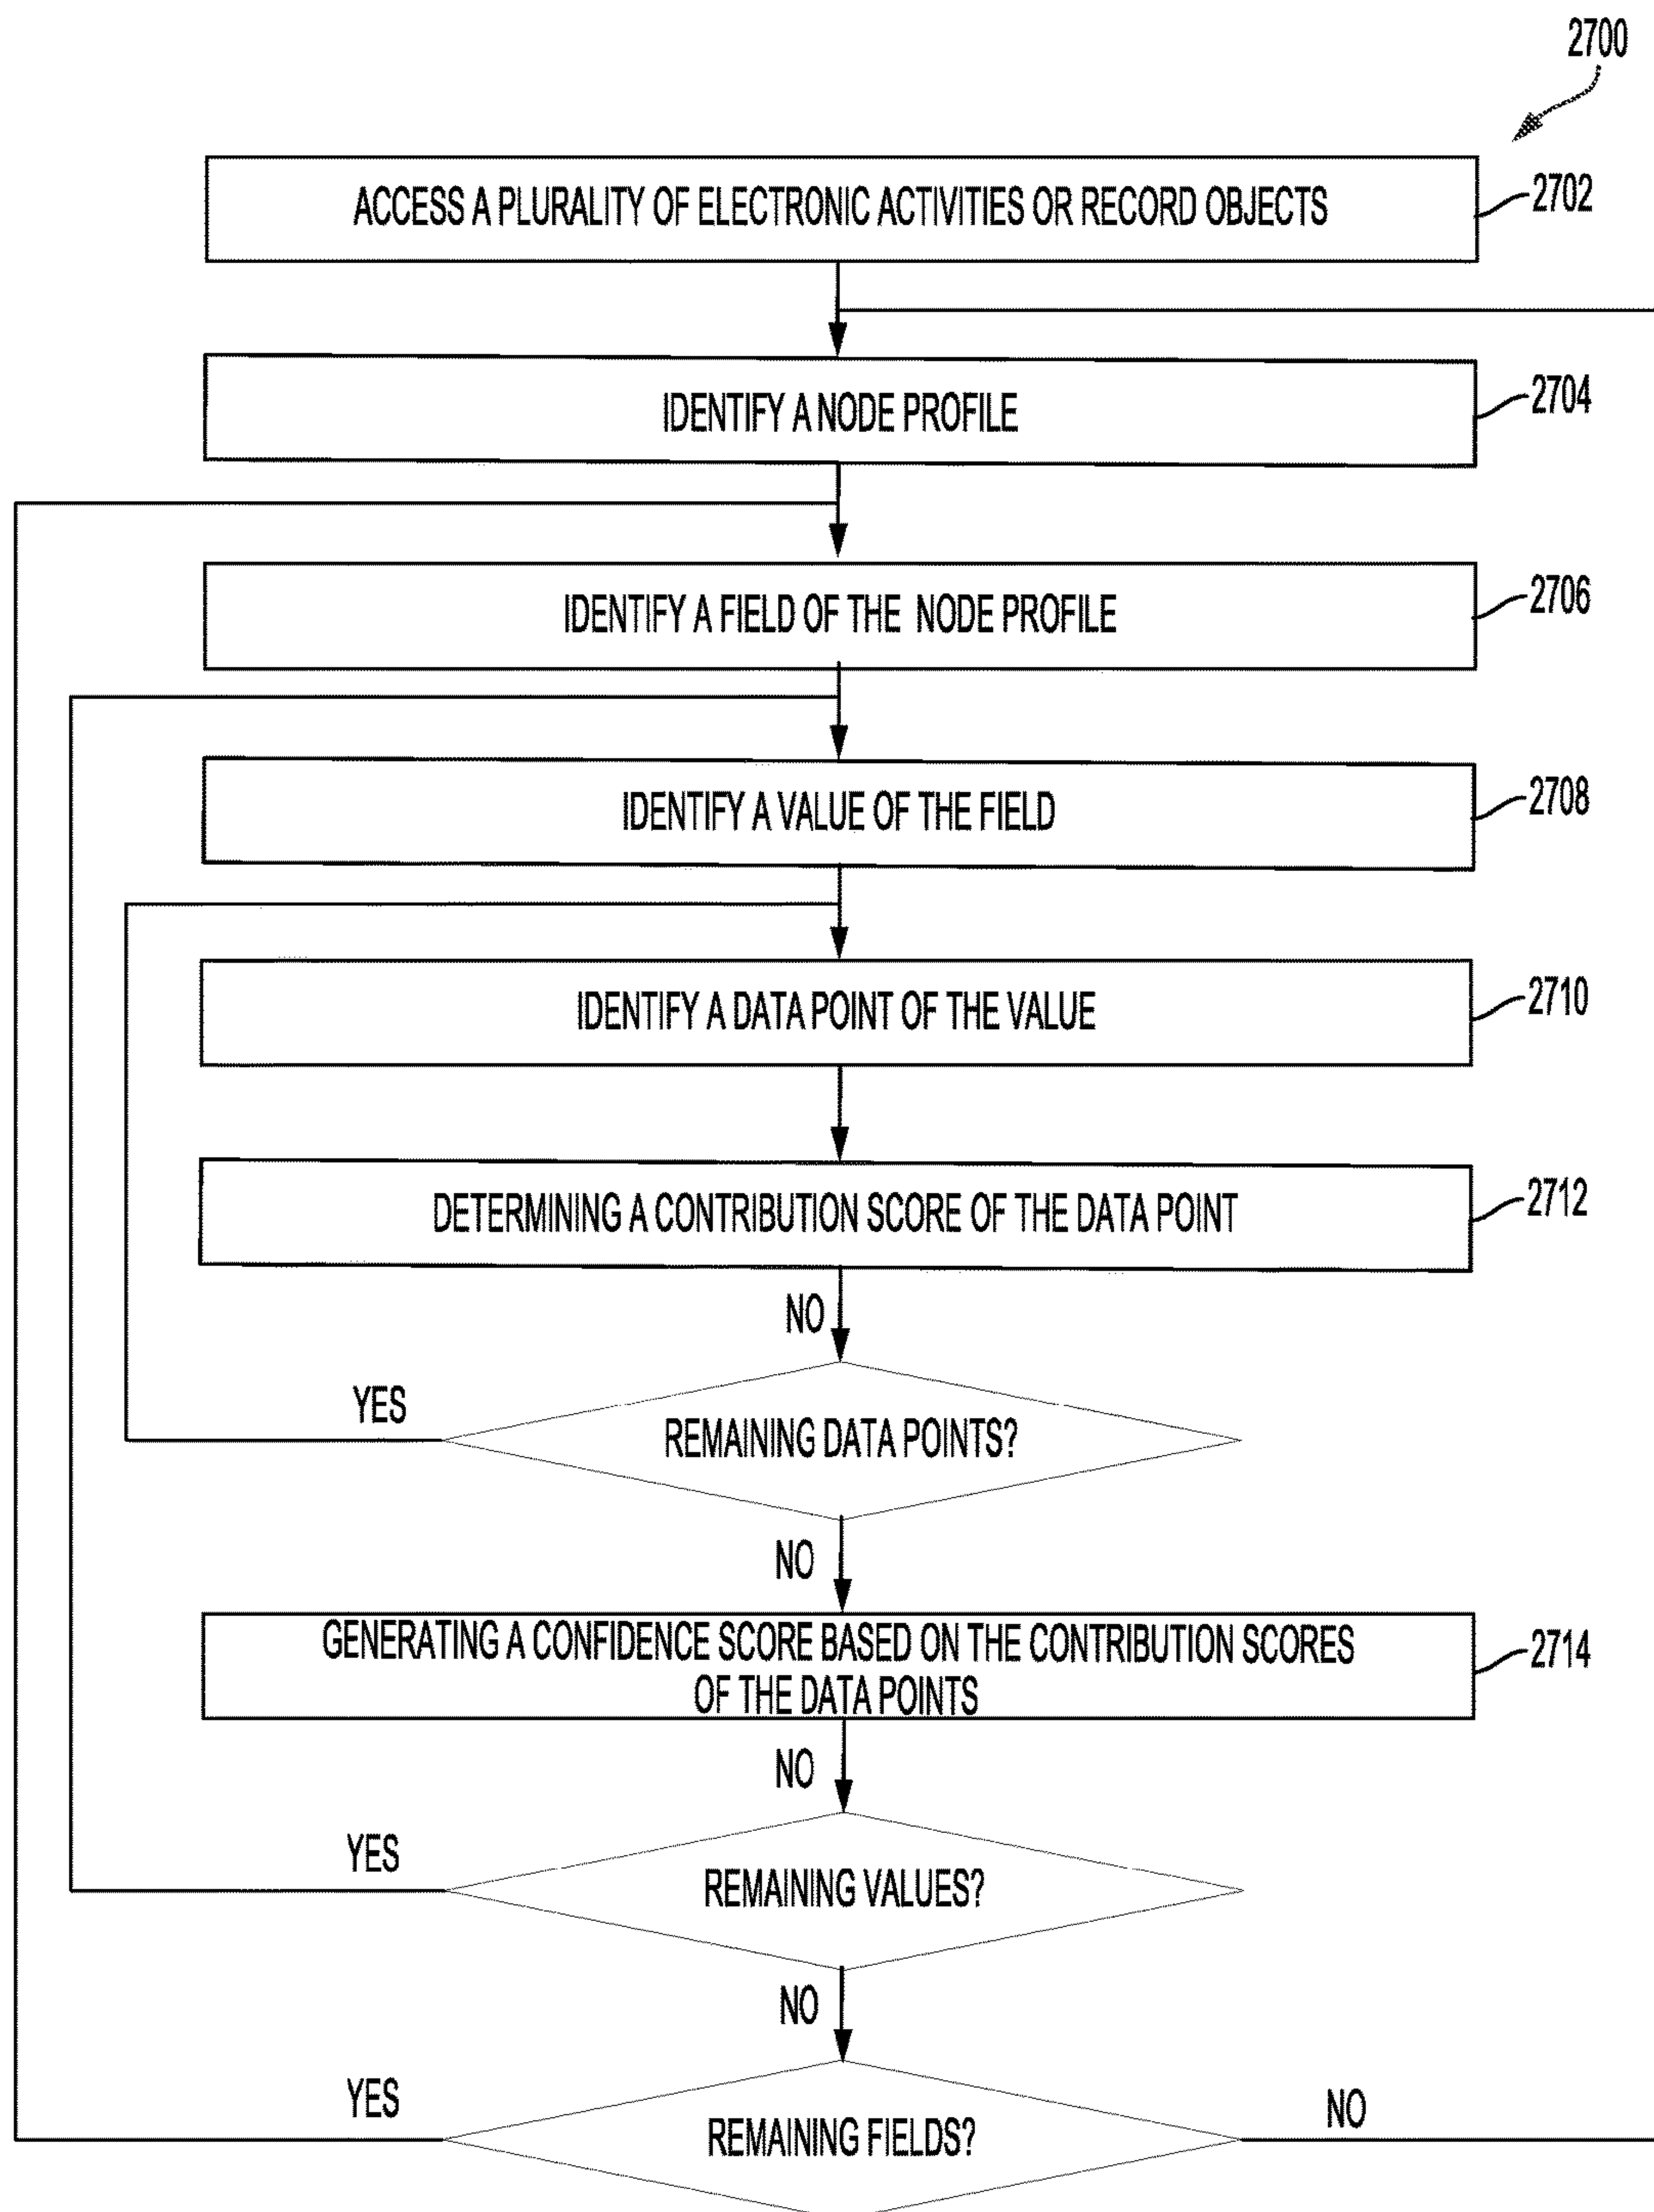 2700
ACCESS A PLURALITY OF ELECTRONIC ACTIVITIES OR RECORD OBJECTS
2702
IDENTIFY A NODE PROFILE
2704
IDENTIFY A FIELD OF THE NODE PROFILE
2706
IDENTIFY A VALUE OF THE FIELD
2708
IDENTIFY A DATA POINT OF THE VALUE
2710
DETERMINING A CONTRIBUTION SCORE OF THE DATA POINT
2712
NO
YES
REMAINING DATA POINTS?
NO
GENERATING A CONFIDENCE SCORE BASED ON THE CONTRIBUTION SCORES
OF THE DATA POINTS
2714
NO
YES
REMAINING VALUES?
NO
YES
REMAINING FIELDS?
NO